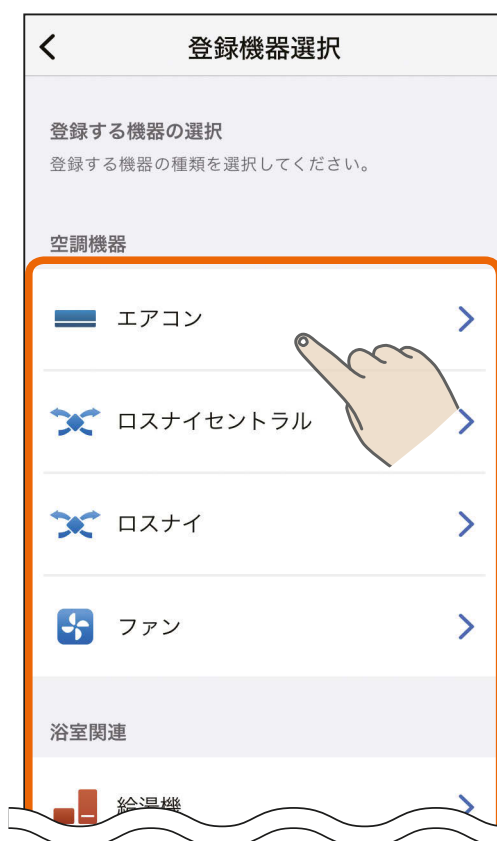 登録機器選択
登録する機器の選択
登録する機器の種類を選択してください。
空調機器
エアコン
ロスナイセントラル
ロスナイ
ファン
浴室関連
給湯機